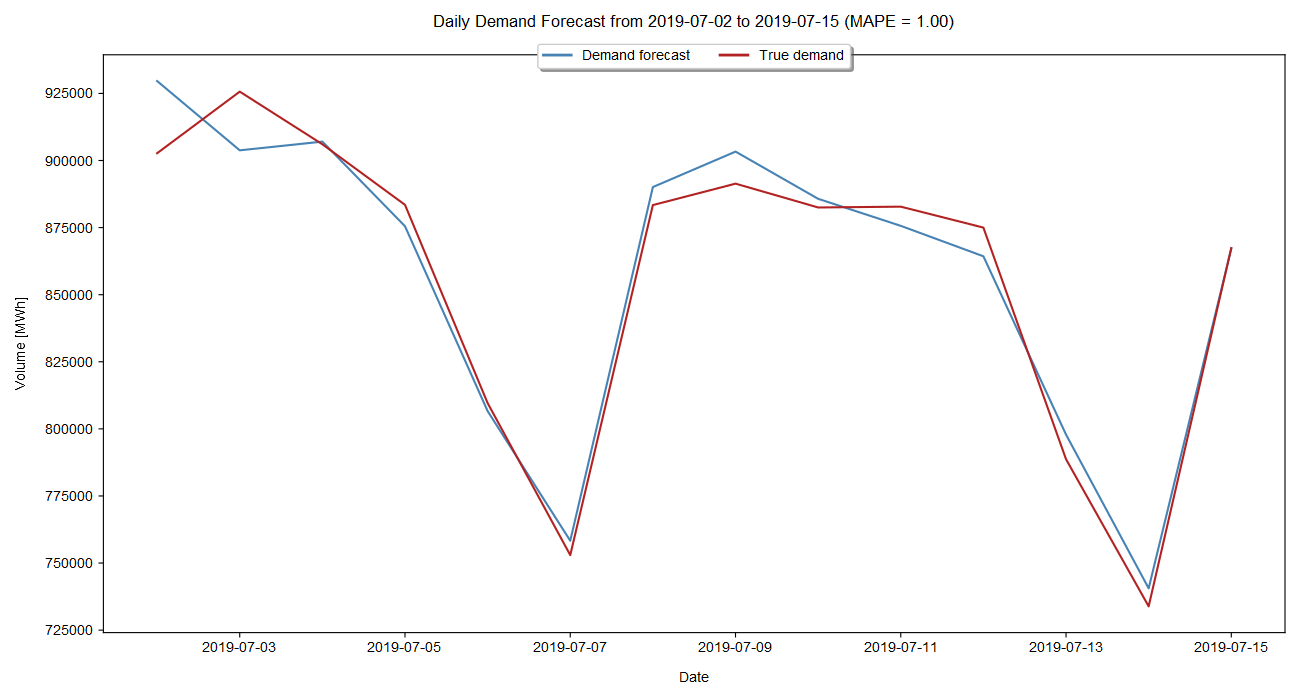 Daily Demand Forecast from 2019-07-02 to 2019-07-15 (MAPE = 1.00)
Demand forecast True demand
925000
900000
875000
850000
825000
800000
775000
750000
725000
Volume [MWh]
2019-07-03 2019-07-05 2019-07-07 2019-07-09 2019-07-11 2019-07-13 2019-07-15
Date